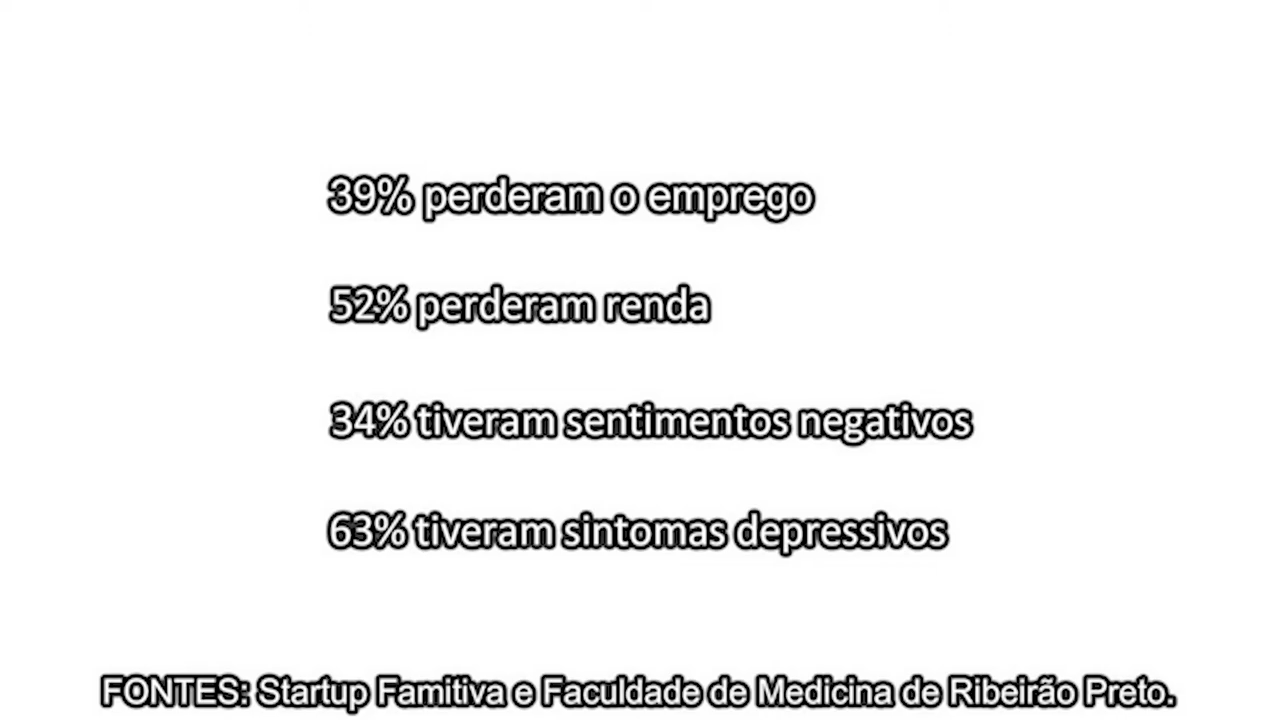 39% perderam o emprego
52% perderam renda
34% tiveram sentimentos negativos
63% tiveram sintomas depressivos
FONTES: Startup Famitiva e Faculdade de Medicina de Ribeirão Preto.